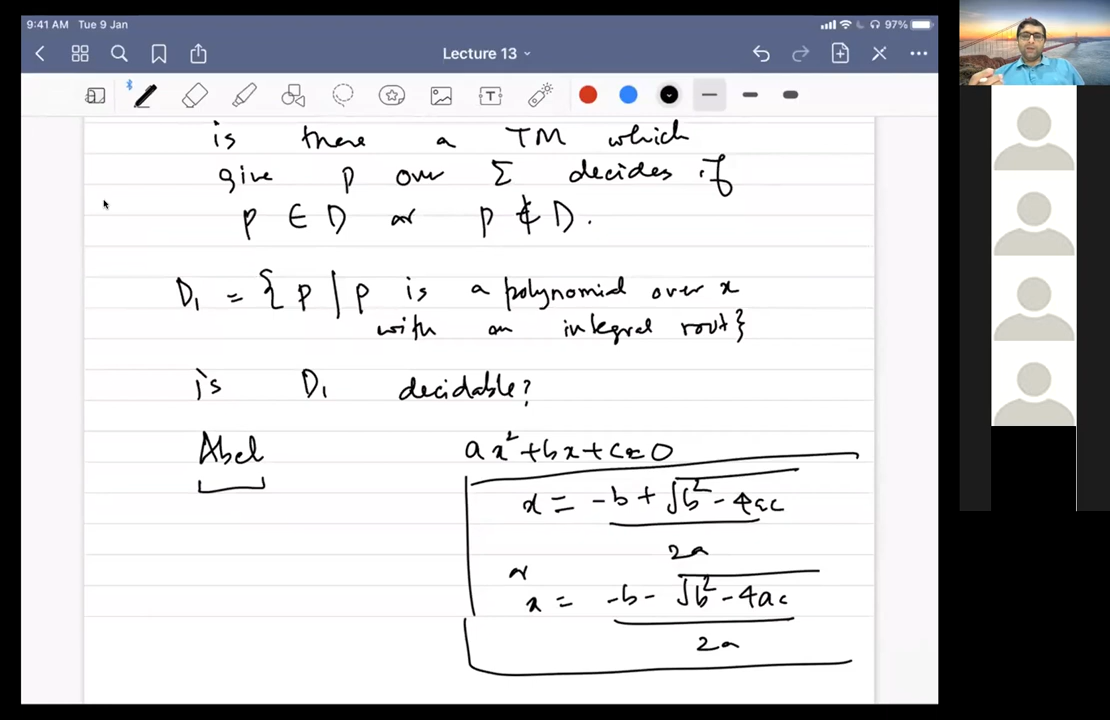 9:41 AM Tue 9 Jan
97%
Lecture 13
is there a TM which
give p over Σ decides if
p ∈ D or p ∉ D.
D₁ = { p | p is a polynomial over x
with an integral root}
is D₁ decidable?
Abel
ax²+bx+c=0
x = -b + √b²-4ac
2a
or
x = -b - √b²-4ac
2a